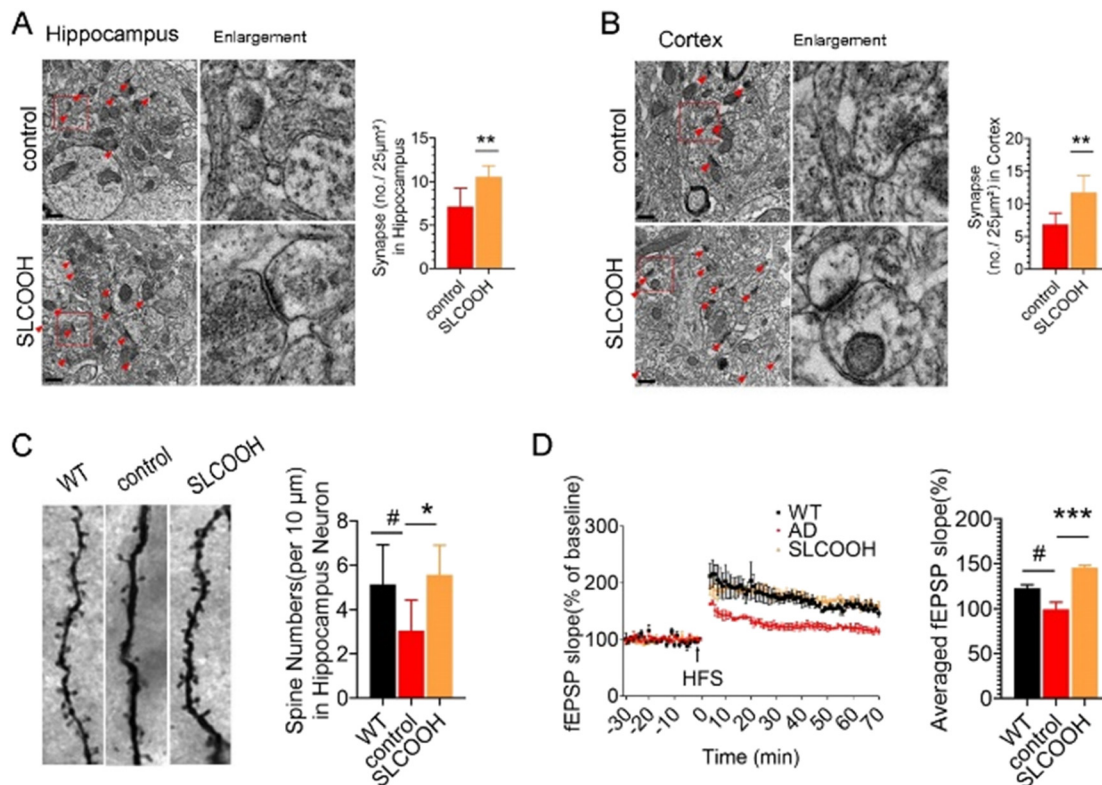 A
Hippocampus
Enlargement
control
SLCOOH
Synapse (no./ 25μm²)
in Hippocampus
15
10
5
0
**
control
SLCOOH
B
Cortex
Enlargement
control
SLCOOH
Synapse
(no./ 25μm²) in Cortex
20
15
10
5
0
**
control
SLCOOH
C
WT
control
SLCOOH
Spine Numbers(per 10 μm)
in Hippocampus Neuron
8
6
4
2
0
#
*
WT
control
SLCOOH
D
fEPSP slope(% of baseline)
300
200
100
0
WT
AD
SLCOOH
HFS
-30
-20
-10
0
10
20
30
40
50
60
70
Time (min)
Averaged fEPSP slope(%)
200
150
100
50
0
#
***
WT
control
SLCOOH